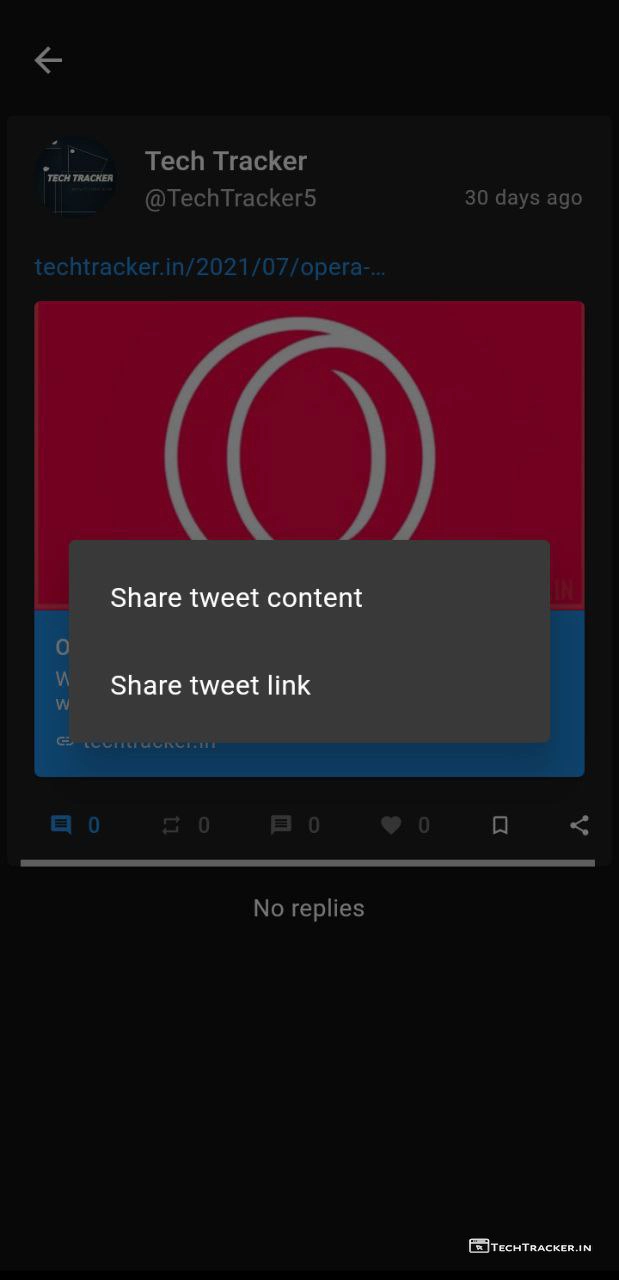 Tech Tracker
TECH TRACKER
@TechTracker5
30 days ago
techtracker.in/2021/07/opera-…
Share tweet content
Share tweet link
techtracker.in
0
0
0
0
No replies
TECHTRACKER.IN